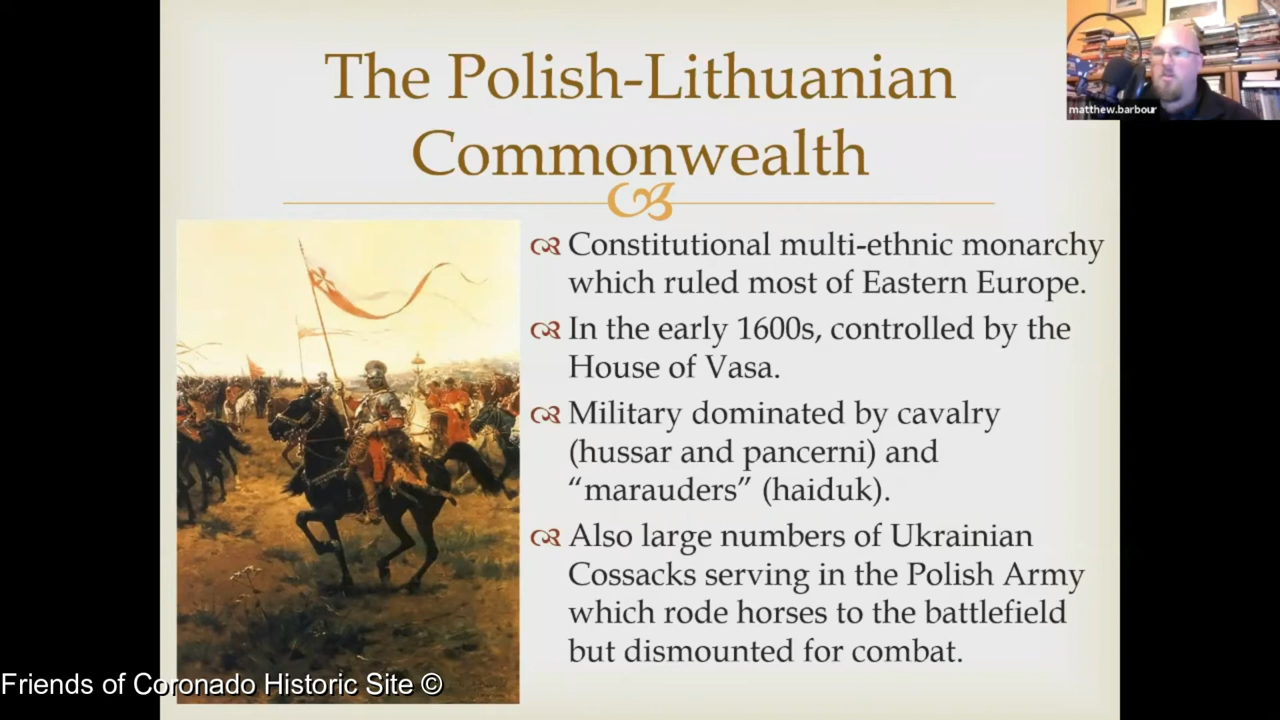 The Polish-Lithuanian
Commonwealth
matthew.barbour
Constitutional multi-ethnic monarchy
which ruled most of Eastern Europe.
In the early 1600s, controlled by the
House of Vasa.
Military dominated by cavalry
(hussar and pancerni) and
“marauders” (haiduk).
Also large numbers of Ukrainian
Cossacks serving in the Polish Army
which rode horses to the battlefield
but dismounted for combat.
Friends of Coronado Historic Site ©